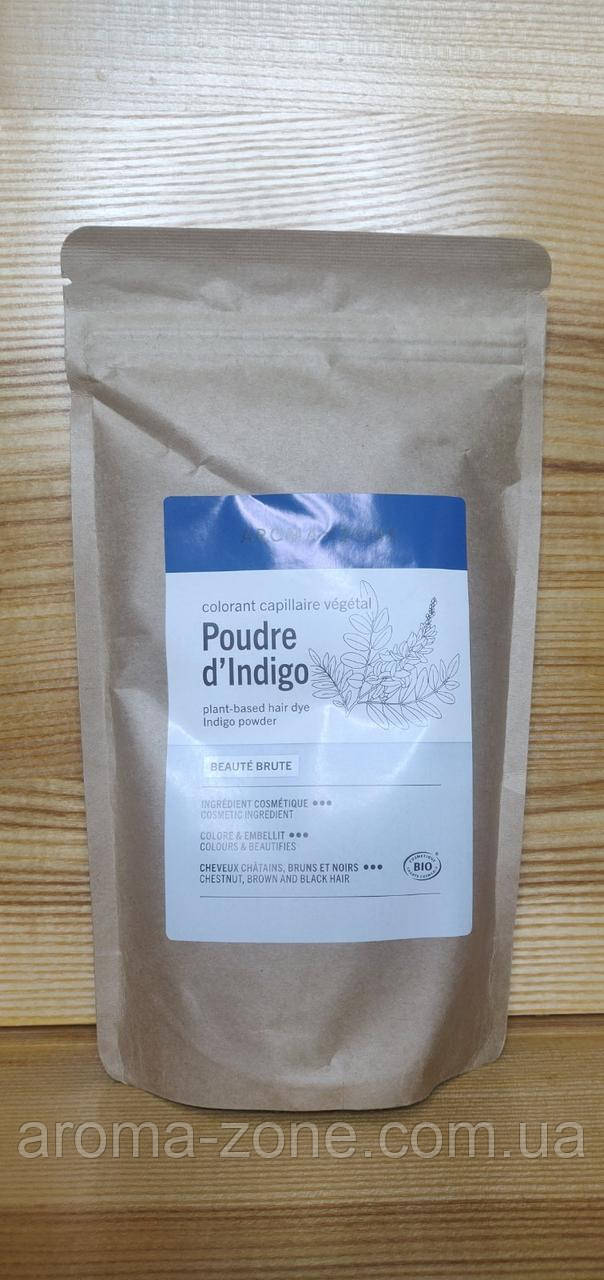 AROMA-ZONE
colorant capillaire végétal
Poudre
d'Indigo
plant-based hair dye
Indigo powder
BEAUTÉ BRUTE
INGRÉDIENT COSMÉTIQUE
COSMETIC INGREDIENT
COLORE & EMBELLIT
COLOURS & BEAUTIFIES
CHEVEUX CHÂTAINS, BRUNS ET NOIRS
CHESTNUT, BROWN AND BLACK HAIR
COSMÉTIQUE
BIO
aroma-zone.com.ua